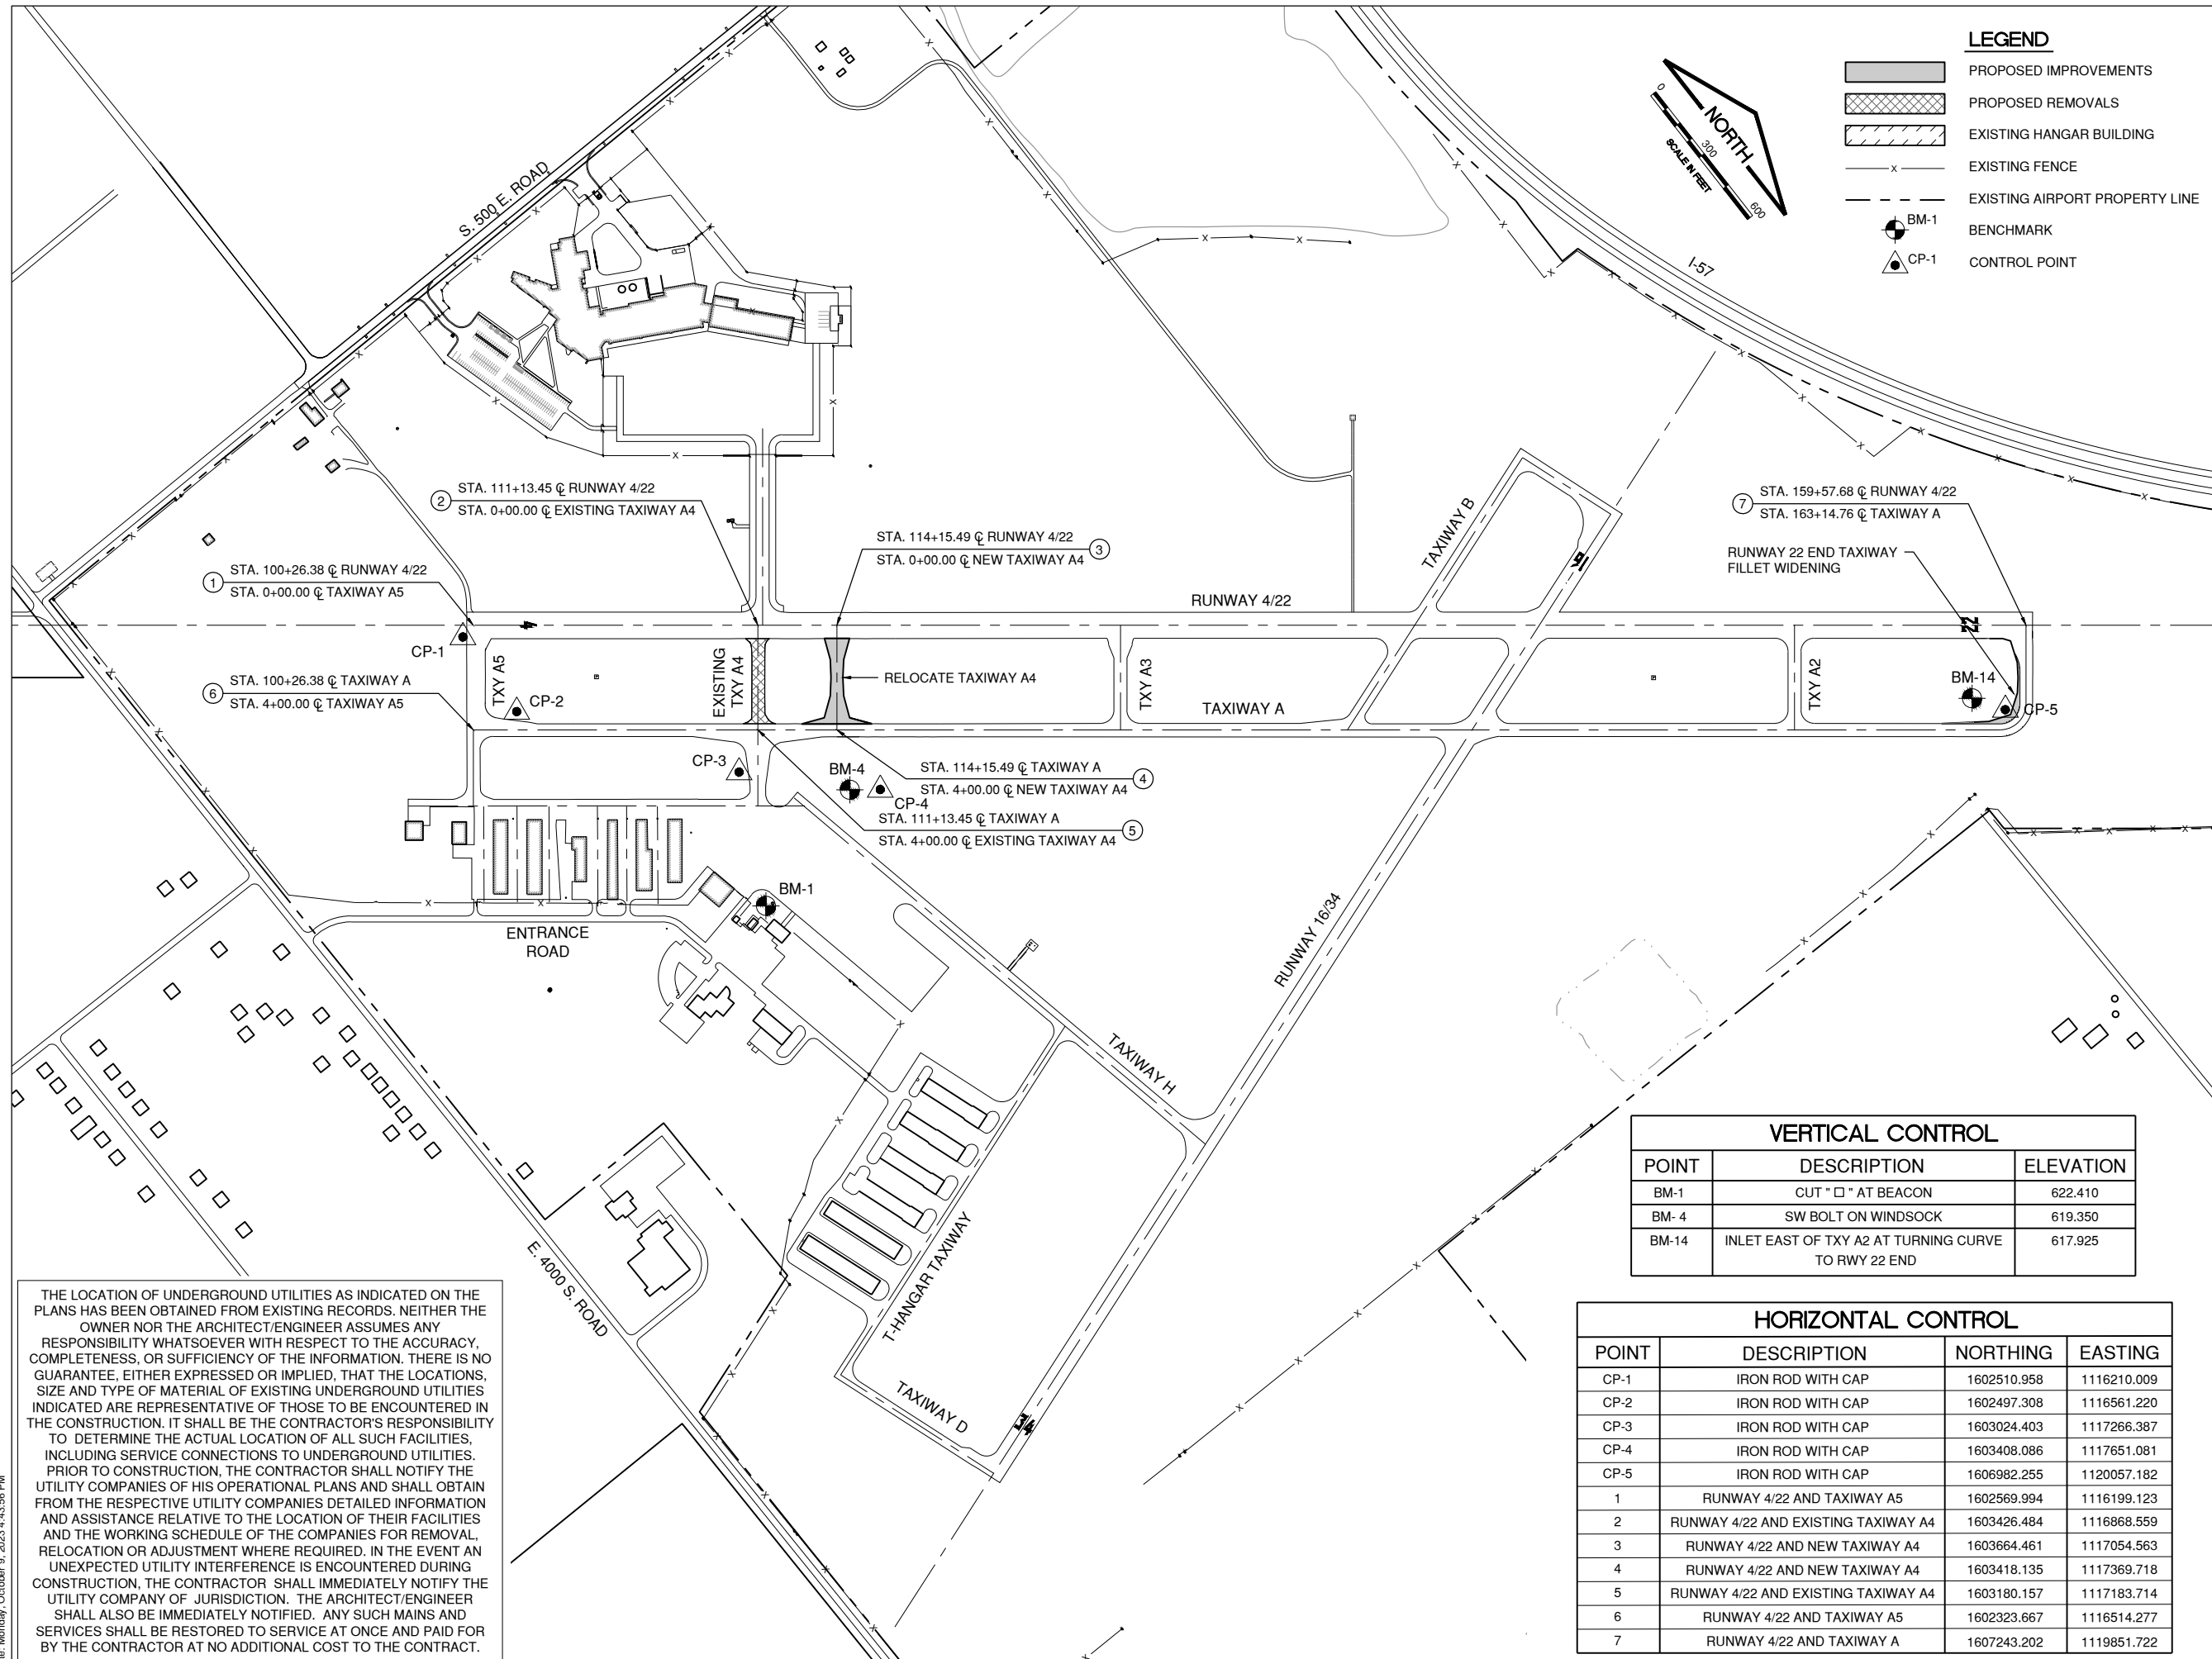 LEGEND
PROPOSED IMPROVEMENTS
PROPOSED REMOVALS
EXISTING HANGAR BUILDING
x EXISTING FENCE
EXISTING AIRPORT PROPERTY LINE
BM-1
BENCHMARK
CP-1
CONTROL POINT
NORTH
0
300
600
SCALE IN FEET
I-57
S. 500 E. ROAD
2
STA. 111+13.45 ℄ RUNWAY 4/22
STA. 0+00.00 ℄ EXISTING TAXIWAY A4
STA. 114+15.49 ℄ RUNWAY 4/22
3
STA. 0+00.00 ℄ NEW TAXIWAY A4
7
STA. 159+57.68 ℄ RUNWAY 4/22
STA. 163+14.76 ℄ TAXIWAY A
RUNWAY 22 END TAXIWAY
FILLET WIDENING
1
STA. 100+26.38 ℄ RUNWAY 4/22
STA. 0+00.00 ℄ TAXIWAY A5
TAXIWAY B
16
RUNWAY 4/22
4
22
CP-1
6
STA. 100+26.38 ℄ TAXIWAY A
STA. 4+00.00 ℄ TAXIWAY A5
TXY A5
CP-2
EXISTING
TXY A4
RELOCATE TAXIWAY A4
TXY A3
TAXIWAY A
TXY A2
BM-14
CP-5
CP-3
BM-4
CP-4
STA. 114+15.49 ℄ TAXIWAY A
4
STA. 4+00.00 ℄ NEW TAXIWAY A4
STA. 111+13.45 ℄ TAXIWAY A
5
STA. 4+00.00 ℄ EXISTING TAXIWAY A4
BM-1
ENTRANCE
ROAD
RUNWAY 16/34
TAXIWAY H
T-HANGAR TAXIWAY
TAXIWAY D
34
E. 4000 S. ROAD
VERTICAL CONTROL
POINT DESCRIPTION ELEVATION
BM-1 CUT " □ " AT BEACON 622.410
BM- 4 SW BOLT ON WINDSOCK 619.350
BM-14 INLET EAST OF TXY A2 AT TURNING CURVE 617.925
TO RWY 22 END
HORIZONTAL CONTROL
POINT DESCRIPTION NORTHING EASTING
CP-1 IRON ROD WITH CAP 1602510.958 1116210.009
CP-2 IRON ROD WITH CAP 1602497.308 1116561.220
CP-3 IRON ROD WITH CAP 1603024.403 1117266.387
CP-4 IRON ROD WITH CAP 1603408.086 1117651.081
CP-5 IRON ROD WITH CAP 1606982.255 1120057.182
1 RUNWAY 4/22 AND TAXIWAY A5 1602569.994 1116199.123
2 RUNWAY 4/22 AND EXISTING TAXIWAY A4 1603426.484 1116868.559
3 RUNWAY 4/22 AND NEW TAXIWAY A4 1603664.461 1117054.563
4 RUNWAY 4/22 AND NEW TAXIWAY A4 1603418.135 1117369.718
5 RUNWAY 4/22 AND EXISTING TAXIWAY A4 1603180.157 1117183.714
6 RUNWAY 4/22 AND TAXIWAY A5 1602323.667 1116514.277
7 RUNWAY 4/22 AND TAXIWAY A 1607243.202 1119851.722
THE LOCATION OF UNDERGROUND UTILITIES AS INDICATED ON THE
PLANS HAS BEEN OBTAINED FROM EXISTING RECORDS. NEITHER THE
OWNER NOR THE ARCHITECT/ENGINEER ASSUMES ANY
RESPONSIBILITY WHATSOEVER WITH RESPECT TO THE ACCURACY,
COMPLETENESS, OR SUFFICIENCY OF THE INFORMATION. THERE IS NO
GUARANTEE, EITHER EXPRESSED OR IMPLIED, THAT THE LOCATIONS,
SIZE AND TYPE OF MATERIAL OF EXISTING UNDERGROUND UTILITIES
INDICATED ARE REPRESENTATIVE OF THOSE TO BE ENCOUNTERED IN
THE CONSTRUCTION. IT SHALL BE THE CONTRACTOR'S RESPONSIBILITY
TO DETERMINE THE ACTUAL LOCATION OF ALL SUCH FACILITIES,
INCLUDING SERVICE CONNECTIONS TO UNDERGROUND UTILITIES.
PRIOR TO CONSTRUCTION, THE CONTRACTOR SHALL NOTIFY THE
UTILITY COMPANIES OF HIS OPERATIONAL PLANS AND SHALL OBTAIN
FROM THE RESPECTIVE UTILITY COMPANIES DETAILED INFORMATION
AND ASSISTANCE RELATIVE TO THE LOCATION OF THEIR FACILITIES
AND THE WORKING SCHEDULE OF THE COMPANIES FOR REMOVAL,
RELOCATION OR ADJUSTMENT WHERE REQUIRED. IN THE EVENT AN
UNEXPECTED UTILITY INTERFERENCE IS ENCOUNTERED DURING
CONSTRUCTION, THE CONTRACTOR SHALL IMMEDIATELY NOTIFY THE
UTILITY COMPANY OF JURISDICTION. THE ARCHITECT/ENGINEER
SHALL ALSO BE IMMEDIATELY NOTIFIED. ANY SUCH MAINS AND
SERVICES SHALL BE RESTORED TO SERVICE AT ONCE AND PAID FOR
BY THE CONTRACTOR AT NO ADDITIONAL COST TO THE CONTRACT.
Monday, October 9, 2023 4:43:56 PM